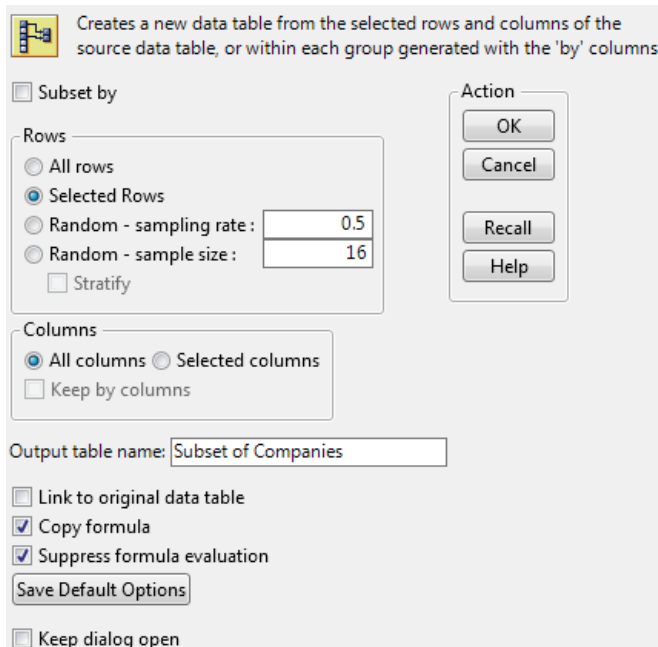 Creates a new data table from the selected rows and columns of the
source data table, or within each group generated with the 'by' columns
Subset by
Action
OK
Cancel
Recall
Help
Rows
All rows
Selected Rows
Random - sampling rate : 0.5
Random - sample size : 16
Stratify
Columns
All columns Selected columns
Keep by columns
Output table name: Subset of Companies
Link to original data table
Copy formula
Suppress formula evaluation
Save Default Options
Keep dialog open